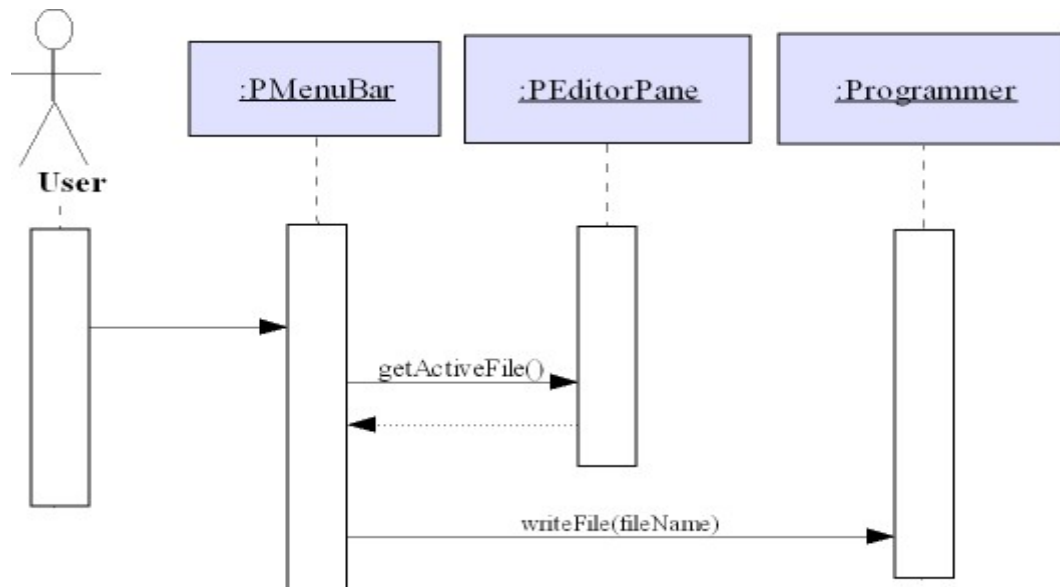 :PMenuBar
:PEditorPane
:Programmer
User
getActiveFile()
writeFile(fileName)